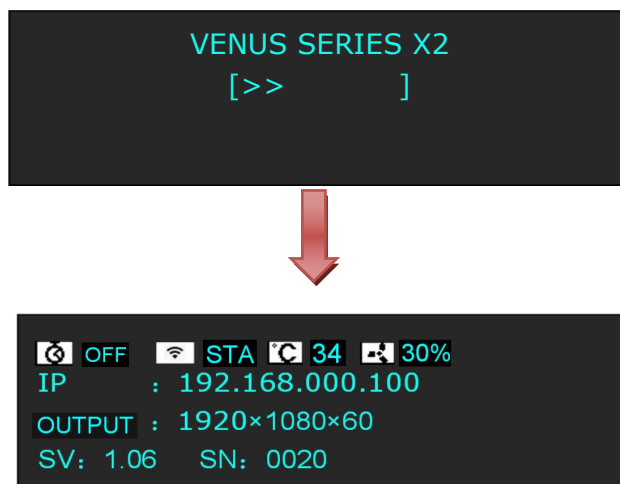 VENUS SERIES X2
[>> ]
OFF STA °C 34 30%
IP : 192.168.000.100
OUTPUT : 1920×1080×60
SV: 1.06 SN: 0020